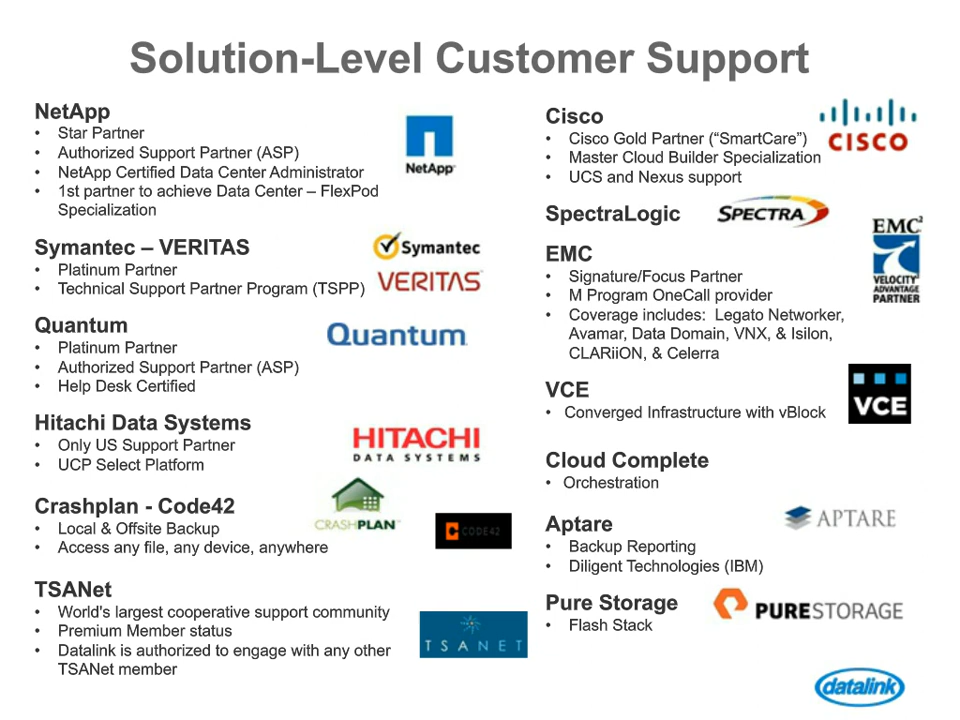 Solution-Level Customer Support
NetApp
• Star Partner
• Authorized Support Partner (ASP)
• NetApp Certified Data Center Administrator
• 1st partner to achieve Data Center – FlexPod
Specialization
NetApp
Symantec – VERITAS
• Platinum Partner
• Technical Support Partner Program (TSPP)
Symantec
VERITAS
Quantum
• Platinum Partner
• Authorized Support Partner (ASP)
• Help Desk Certified
Quantum
Hitachi Data Systems
• Only US Support Partner
• UCP Select Platform
HITACHI
DATA SYSTEMS
Crashplan - Code42
• Local & Offsite Backup
• Access any file, any device, anywhere
CRASHPLAN
CODE42
TSANet
• World's largest cooperative support community
• Premium Member status
• Datalink is authorized to engage with any other
TSANet member
TSANET
Cisco
• Cisco Gold Partner (“SmartCare”)
• Master Cloud Builder Specialization
• UCS and Nexus support
CISCO
SpectraLogic
SPECTRA
EMC
• Signature/Focus Partner
• M Program OneCall provider
• Coverage includes:  Legato Networker,
Avamar, Data Domain, VNX, & Isilon,
CLARiiON, & Celerra
EMC²
VELOCITY
ADVANTAGE
PARTNER
VCE
• Converged Infrastructure with vBlock
VCE
Cloud Complete
• Orchestration
Aptare
• Backup Reporting
• Diligent Technologies (IBM)
APTARE
Pure Storage
• Flash Stack
PURESTORAGE
datalink